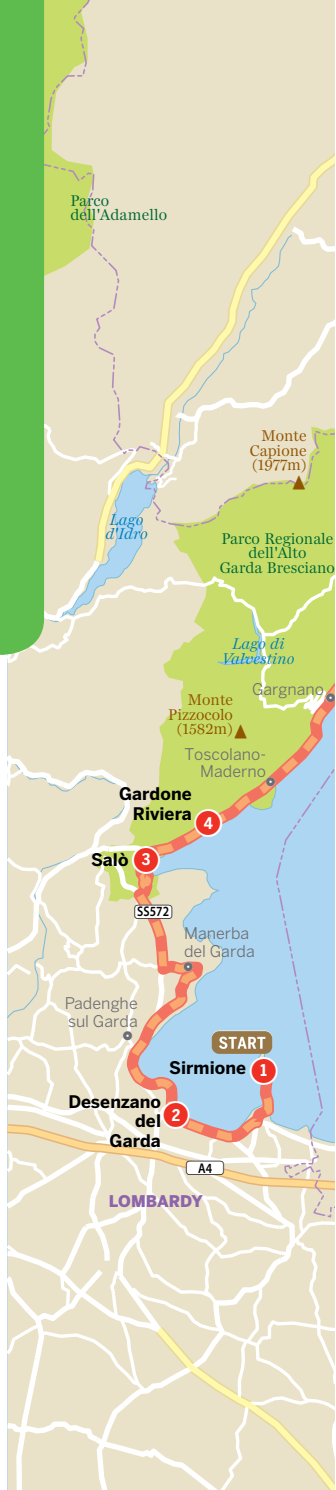 Parco
dell'Adamello
Monte
Capione
(1977m)
Lago
d'Idro
Parco Regionale
dell'Alto
Garda Bresciano
Lago di
Valvestino
Gargnano
Monte
Pizzocolo
(1582m)
Toscolano-
Maderno
Gardone
Riviera
4
Salò
3
SS572
Manerba
del Garda
Padenghe
sul Garda
START
Sirmione
1
Desenzano
del
Garda
2
A4
LOMBARDY